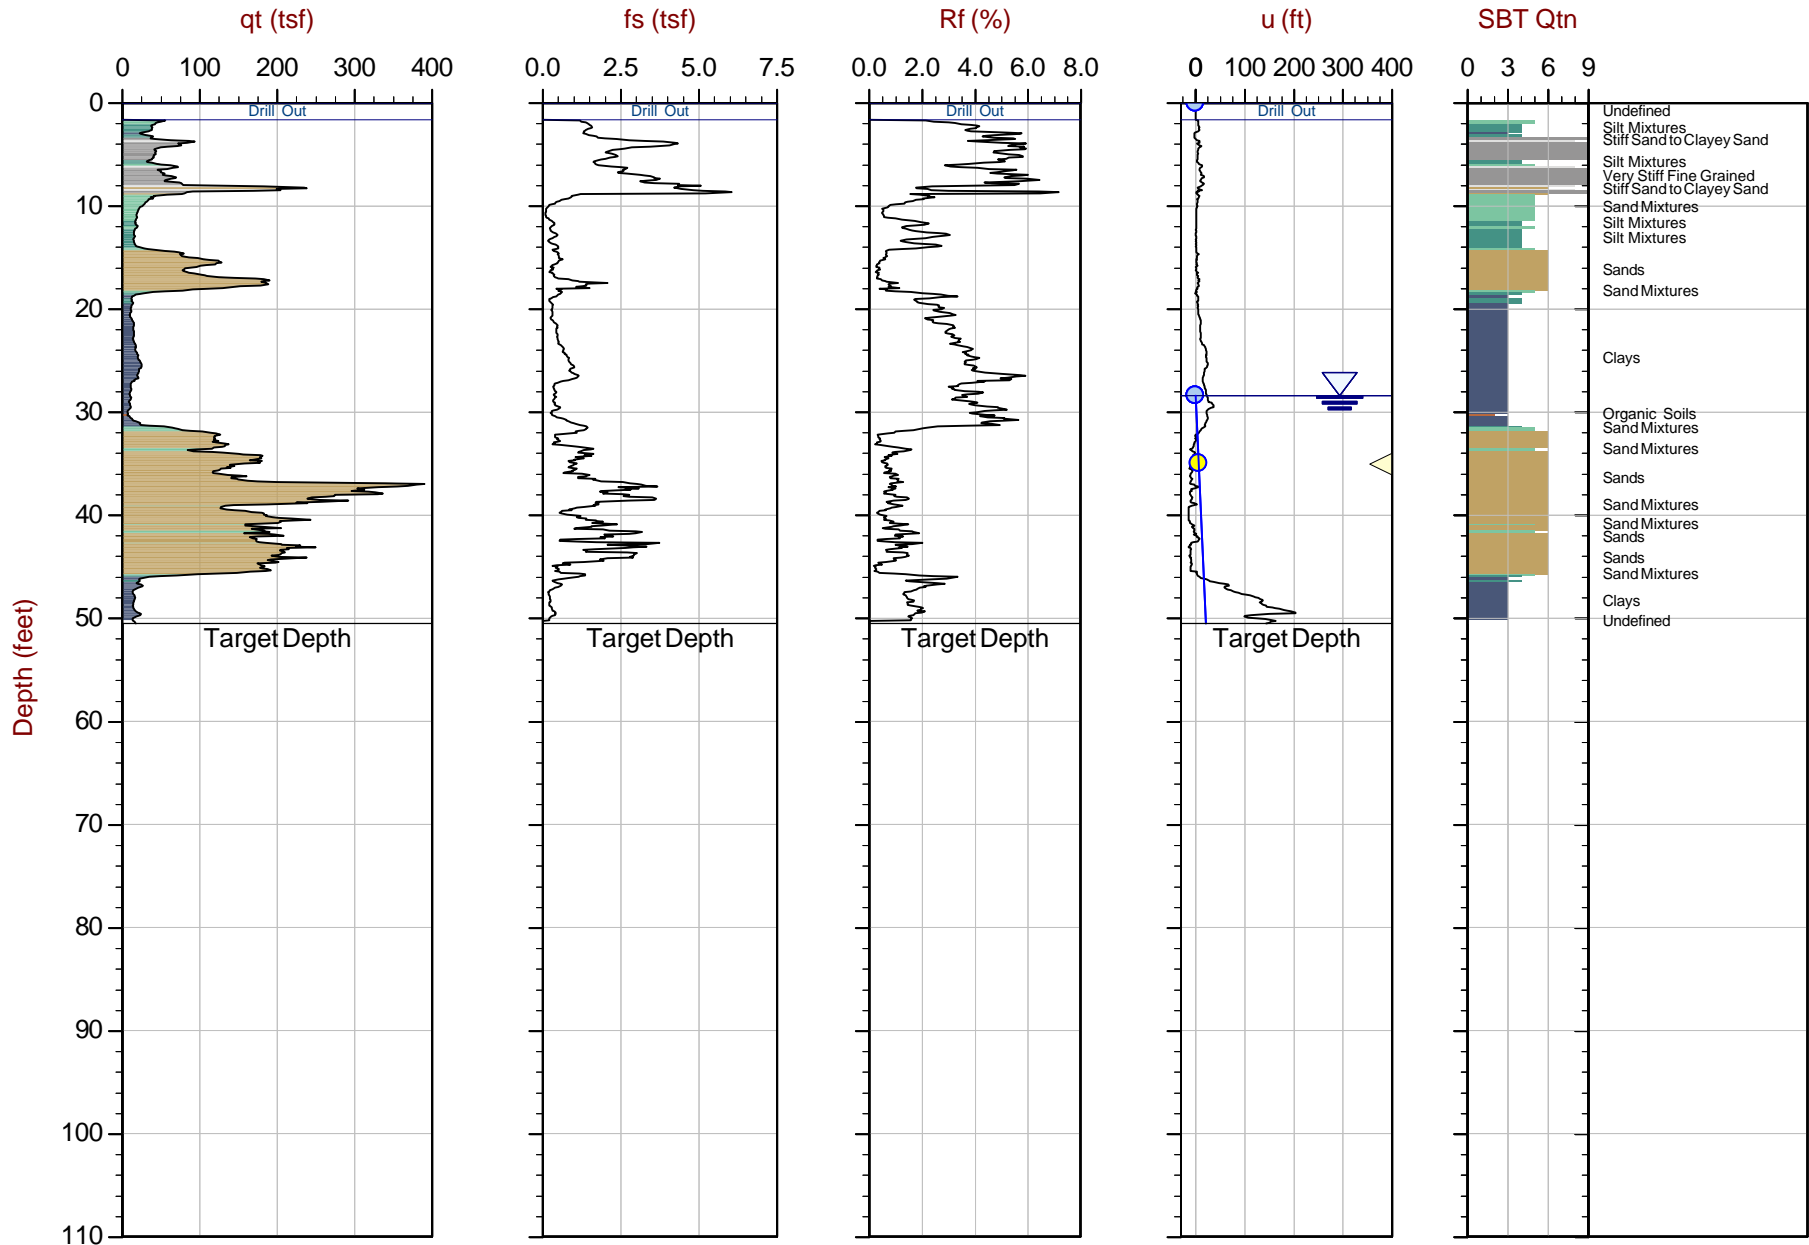 qt (tsf) fs (tsf) Rf (%) u (ft) SBT Qtn
0 100 200 300 400 0.0 2.5 5.0 7.5 0.0 2.0 4.0 6.0 8.0 0 100 200 300 400 0 3 6 9
0
Drill Out Drill Out Drill Out Drill Out
Undefined
Silt Mixtures
Stiff Sand to Clayey Sand
Silt Mixtures
Very Stiff Fine Grained
Stiff Sand to Clayey Sand
10
Sand Mixtures
Silt Mixtures
Silt Mixtures
Sands
Sand Mixtures
20
Clays
30
Organic Soils
Sand Mixtures
Sand Mixtures
Sands
Sand Mixtures
40
Sand Mixtures
Sands
Sands
Sand Mixtures
Clays
50
Undefined
Target Depth Target Depth Target Depth Target Depth
Depth (feet)
60
70
80
90
100
110